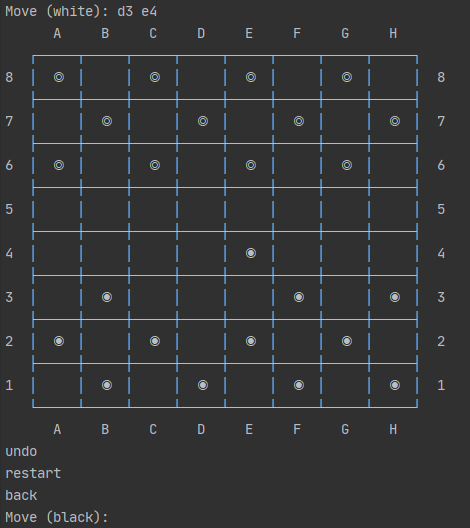 Move (white): d3 e4
A B C D E F G H
8 ◎ ◎ ◎ ◎ 8
7 ◎ ◎ ◎ ◎ 7
6 ◎ ◎ ◎ ◎ 6
5 5
4 ◉ 4
3 ◉ ◉ ◉ 3
2 ◉ ◉ ◉ ◉ 2
1 ◉ ◉ ◉ ◉ 1
A B C D E F G H
undo
restart
back
Move (black):